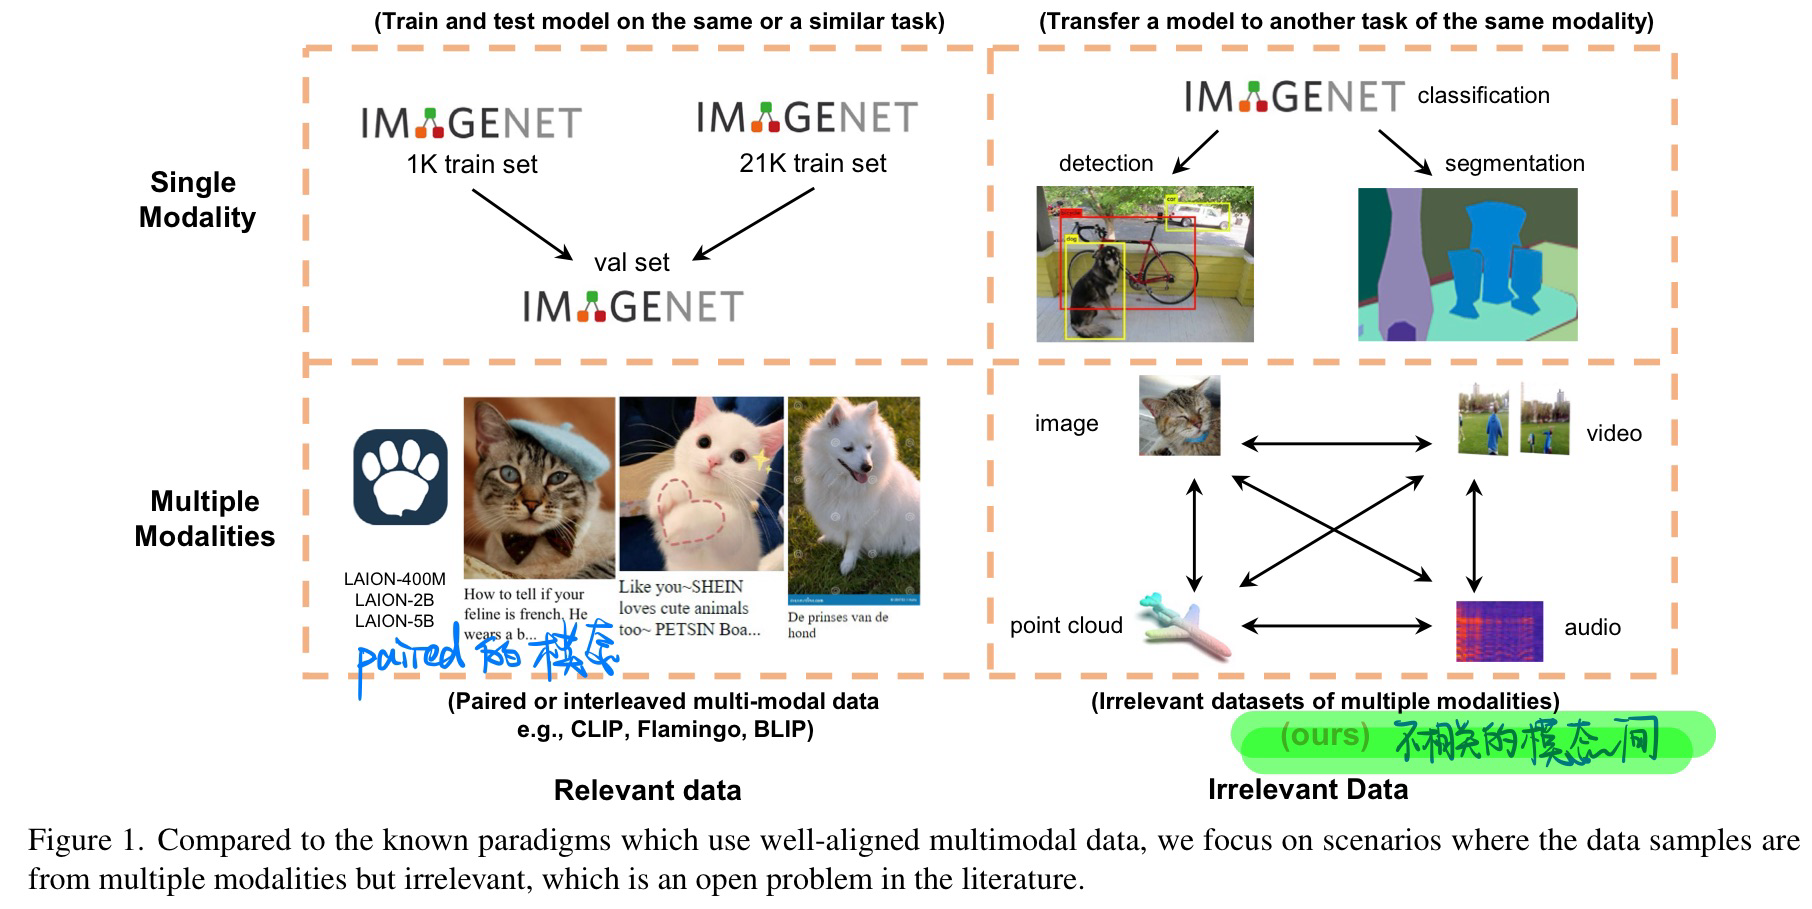 (Train and test model on the same or a similar task)
(Transfer a model to another task of the same modality)
Single
Modality
IMAGENET
1K train set
IMAGENET
21K train set
val set
IMAGENET
IMAGENET classification
detection
segmentation
bicycle
car
dog
Multiple
Modalities
LAION-400M
LAION-2B
LAION-5B
How to tell if your
feline is french. He
wears a b...
Like you~SHEIN
loves cute animals
too~ PETSIN Boa...
De prinses van de
hond
paired 的 模态
image
video
point cloud
audio
(Paired or interleaved multi-modal data
e.g., CLIP, Flamingo, BLIP)
(Irrelevant datasets of multiple modalities)
(ours) 不相关的模态间
Relevant data
Irrelevant Data
Figure 1. Compared to the known paradigms which use well-aligned multimodal data, we focus on scenarios where the data samples are
from multiple modalities but irrelevant, which is an open problem in the literature.